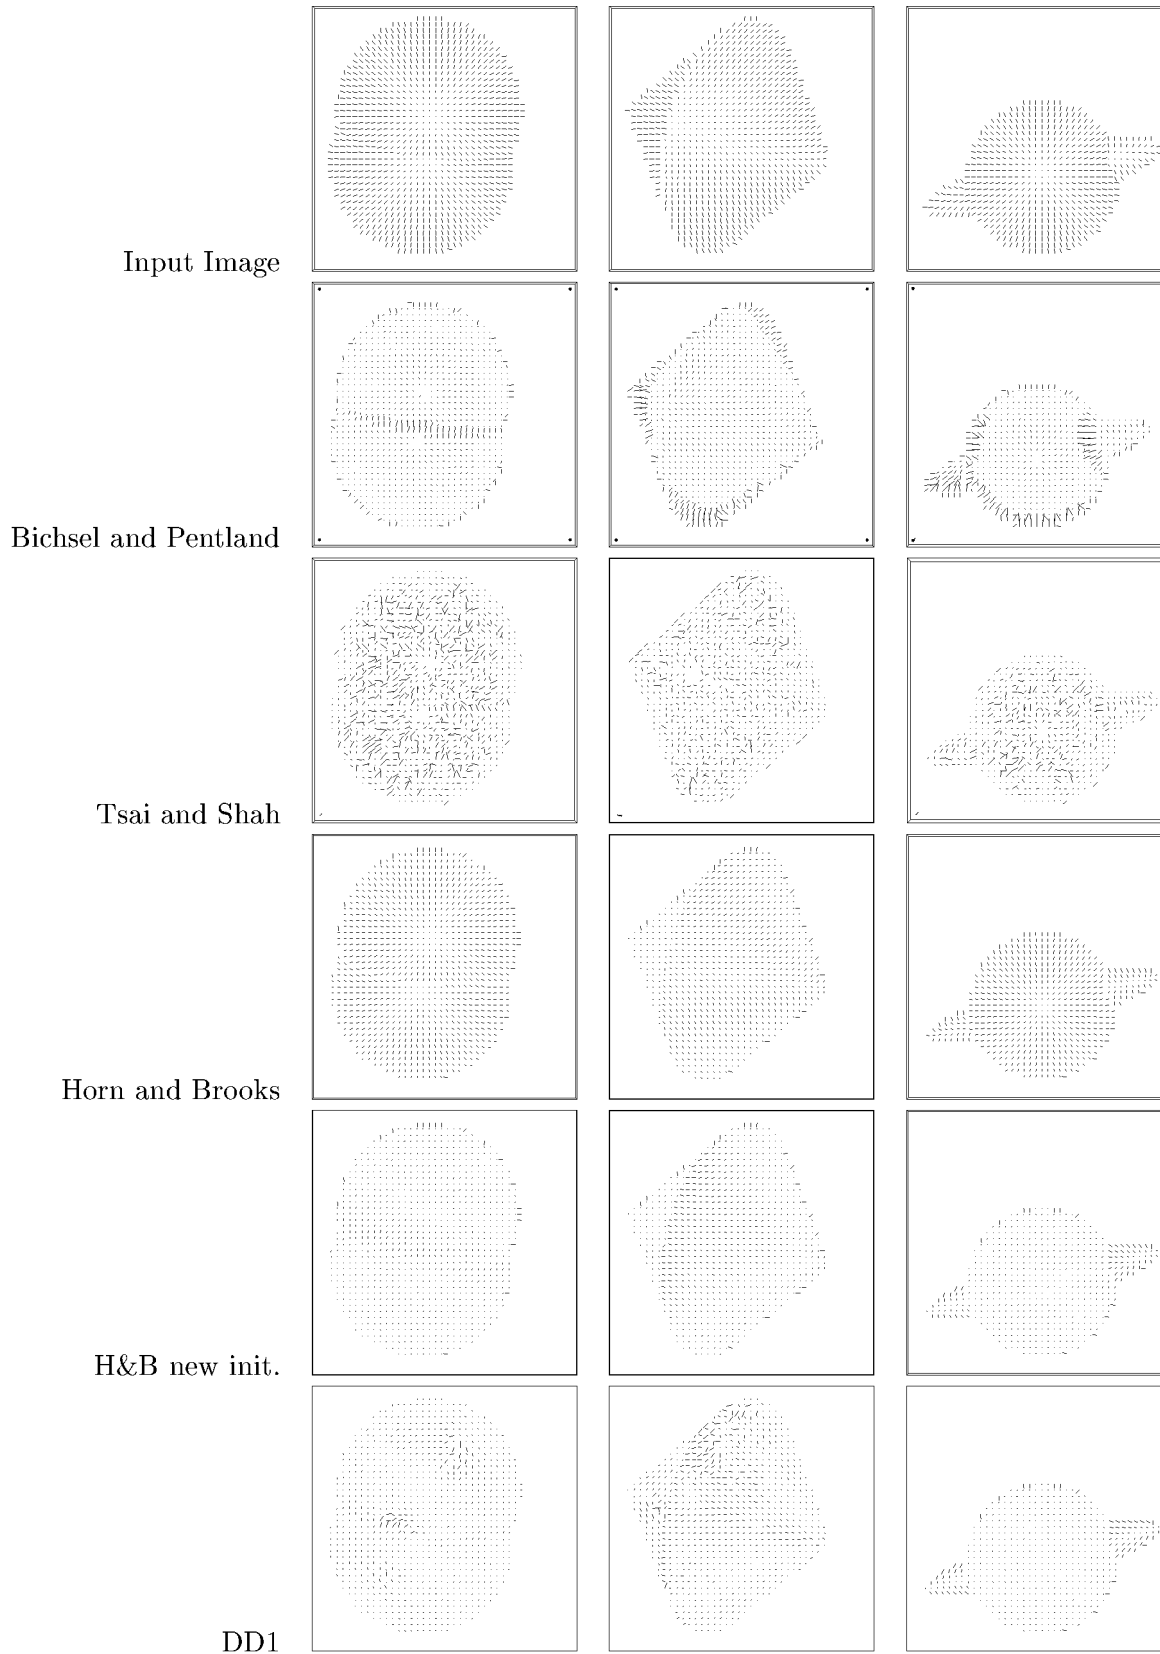 Input Image
Bichsel and Pentland
Tsai and Shah
Horn and Brooks
H&B new init.
DD1